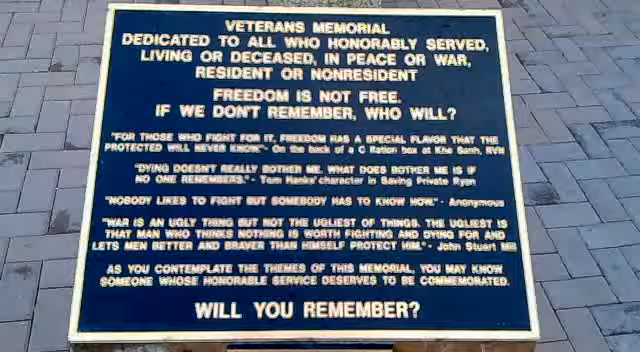 VETERANS MEMORIAL
DEDICATED TO ALL WHO HONORABLY SERVED,
LIVING OR DECEASED, IN PEACE OR WAR,
RESIDENT OR NONRESIDENT
FREEDOM IS NOT FREE.
IF WE DON'T REMEMBER, WHO WILL?
"FOR THOSE WHO FIGHT FOR IT, FREEDOM HAS A SPECIAL FLAVOR THAT THE
PROTECTED WILL NEVER KNOW" - On the back of a C Ration box at Khe Sanh, RVN
"DYING DOESN'T REALLY BOTHER ME. WHAT DOES BOTHER ME IS IF
NO ONE REMEMBERS." - Tom Hanks' character in Saving Private Ryan
"NOBODY LIKES TO FIGHT BUT SOMEBODY HAS TO KNOW HOW." - Anonymous
"WAR IS AN UGLY THING BUT NOT THE UGLIEST OF THINGS. THE UGLIEST IS
THAT MAN WHO THINKS NOTHING IS WORTH FIGHTING AND DYING FOR AND
LETS MEN BETTER AND BRAVER THAN HIMSELF PROTECT HIM." - John Stuart Mill
AS YOU CONTEMPLATE THE THEMES OF THIS MEMORIAL, YOU MAY KNOW
SOMEONE WHOSE HONORABLE SERVICE DESERVES TO BE COMMEMORATED.
WILL YOU REMEMBER?